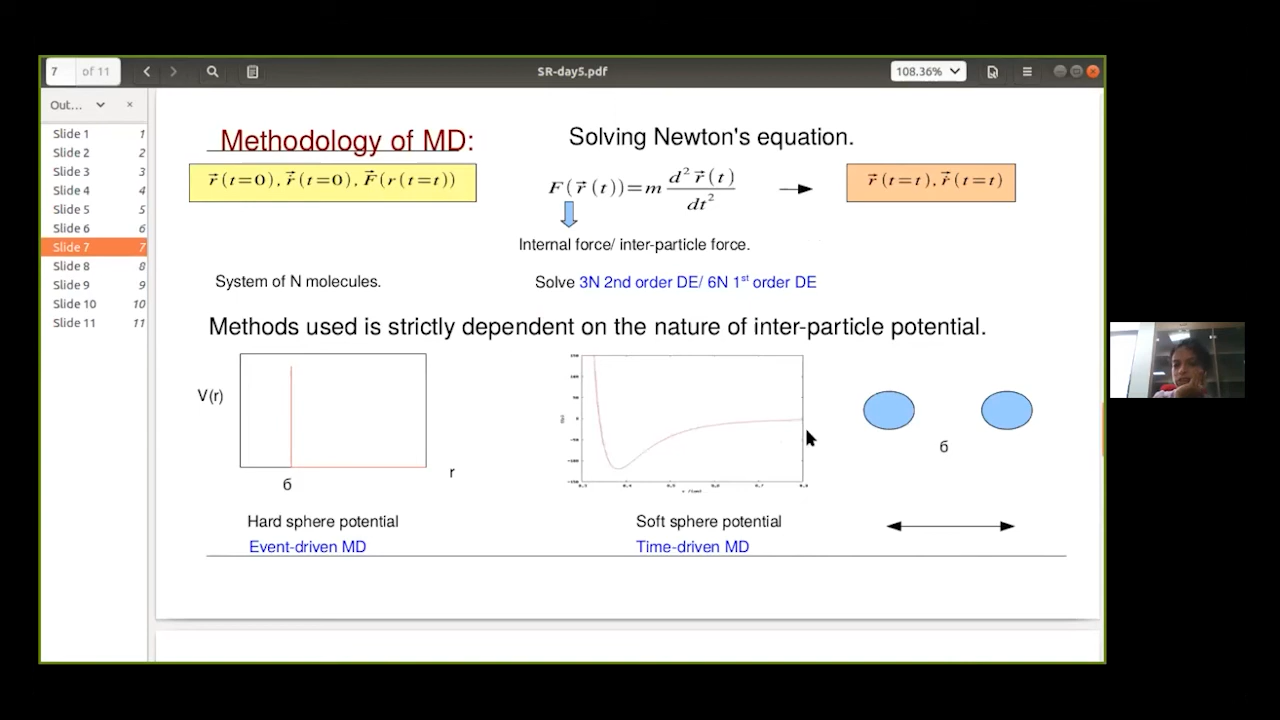 7 of 11
SR-day5.pdf
108.36%
Out...
Slide 1 1
Slide 2 2
Slide 3 3
Slide 4 4
Slide 5 5
Slide 6 6
Slide 7 7
Slide 8 8
Slide 9 9
Slide 10 10
Slide 11 11
Methodology of MD:
Solving Newton's equation.
r⃗(t=0), r⃗(t=0), F⃗(r(t=t))
F(r⃗(t))=m d² r⃗(t)/dt²
r⃗(t=t), r⃗(t=t)
Internal force/ inter-particle force.
System of N molecules.
Solve 3N 2nd order DE/ 6N 1st order DE
Methods used is strictly dependent on the nature of inter-particle potential.
V(r)
r
б
б
Hard sphere potential
Soft sphere potential
Event-driven MD
Time-driven MD